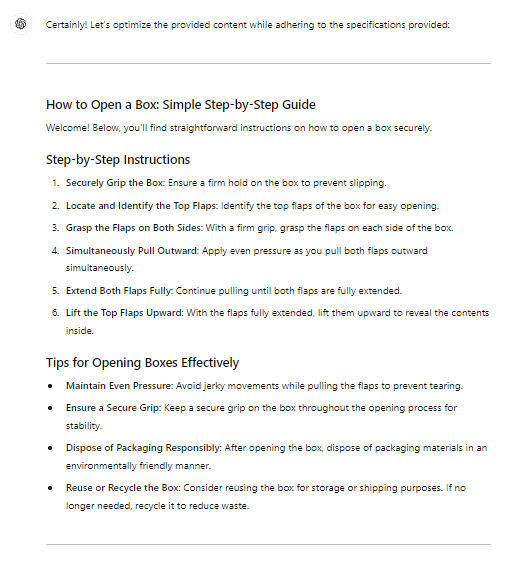 Certainly! Let's optimize the provided content while adhering to the specifications provided:
How to Open a Box: Simple Step-by-Step Guide
Welcome! Below, you'll find straightforward instructions on how to open a box securely.
Step-by-Step Instructions
1. Securely Grip the Box: Ensure a firm hold on the box to prevent slipping.
2. Locate and Identify the Top Flaps: Identify the top flaps of the box for easy opening.
3. Grasp the Flaps on Both Sides: With a firm grip, grasp the flaps on each side of the box.
4. Simultaneously Pull Outward: Apply even pressure as you pull both flaps outward
simultaneously.
5. Extend Both Flaps Fully: Continue pulling until both flaps are fully extended.
6. Lift the Top Flaps Upward: With the flaps fully extended, lift them upward to reveal the contents
inside.
Tips for Opening Boxes Effectively
• Maintain Even Pressure: Avoid jerky movements while pulling the flaps to prevent tearing.
• Ensure a Secure Grip: Keep a secure grip on the box throughout the opening process for
stability.
• Dispose of Packaging Responsibly: After opening the box, dispose of packaging materials in an
environmentally friendly manner.
• Reuse or Recycle the Box: Consider reusing the box for storage or shipping purposes. If no
longer needed, recycle it to reduce waste.